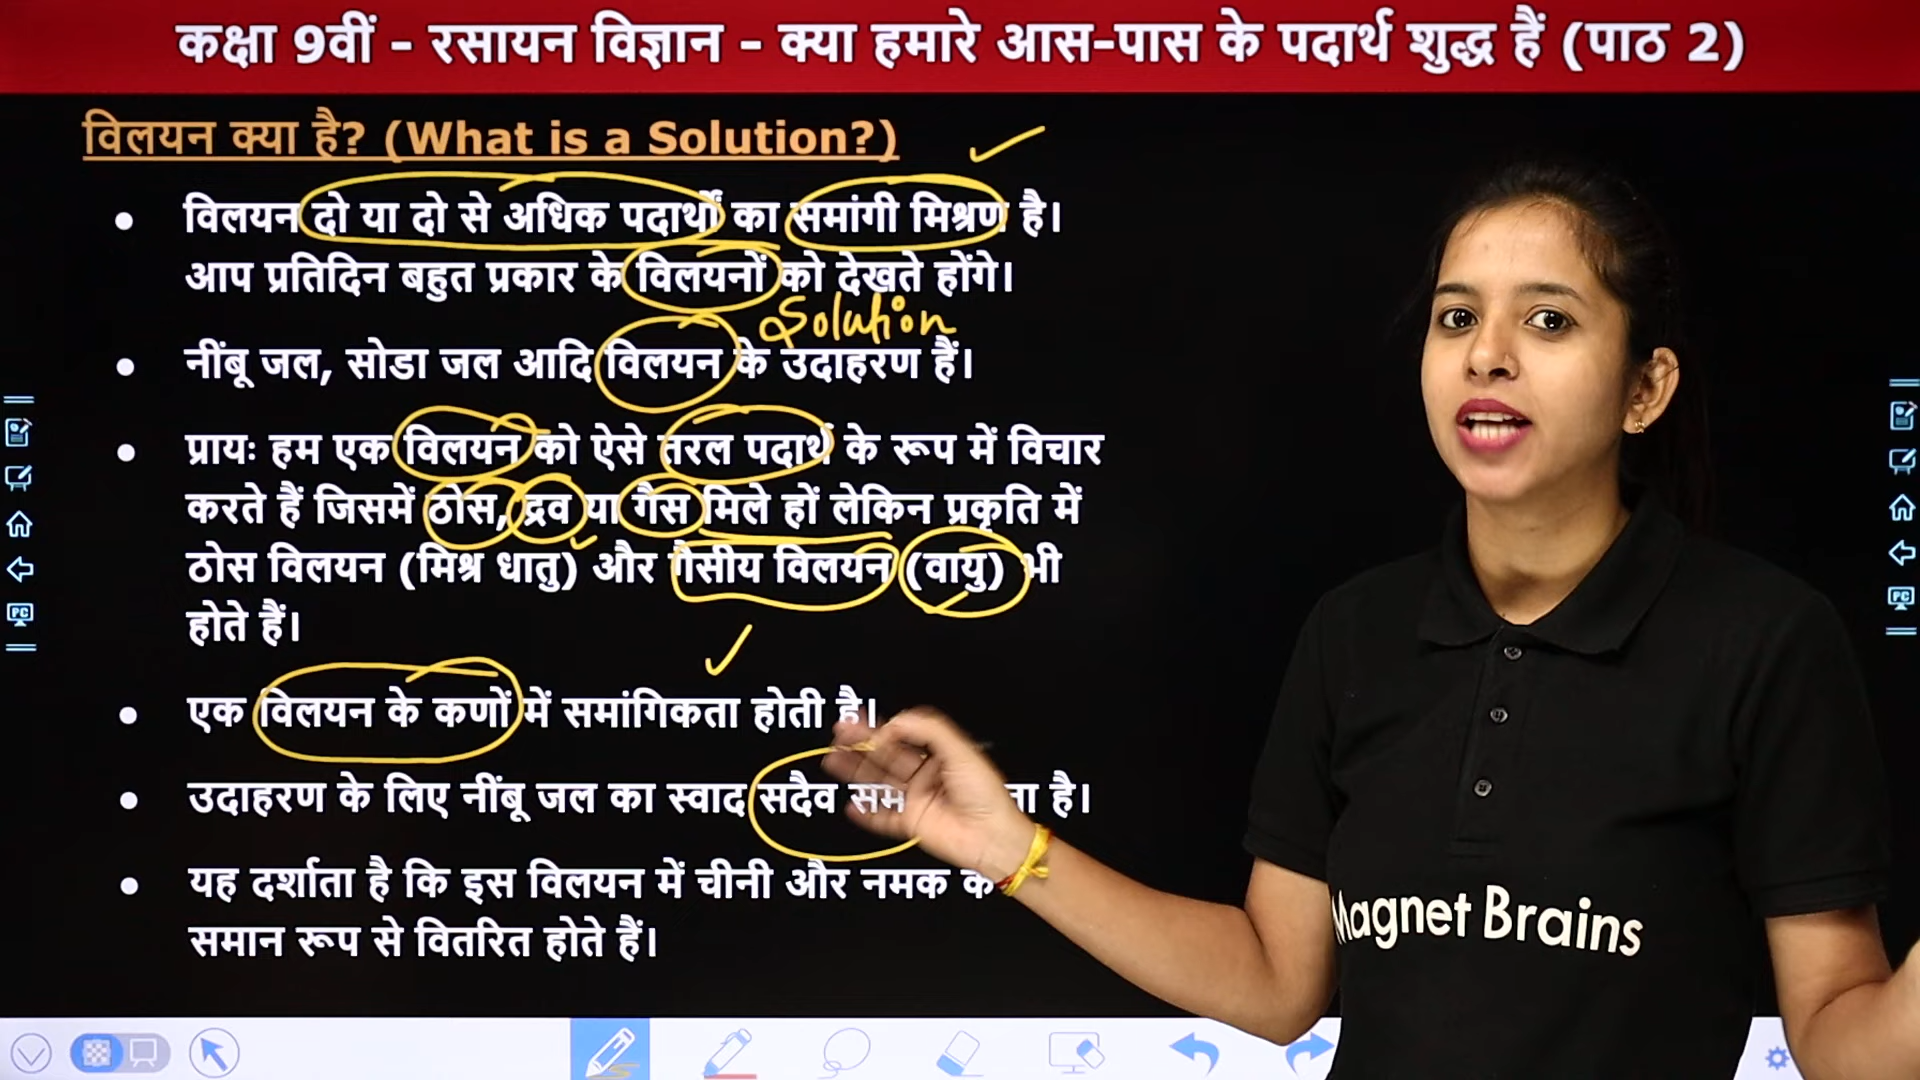 कक्षा 9वीं - रसायन विज्ञान - क्या हमारे आस-पास के पदार्थ शुद्ध हैं (पाठ 2)
विलयन क्या है? (What is a Solution?)
• विलयन दो या दो से अधिक पदार्थों का समांगी मिश्रण है।
आप प्रतिदिन बहुत प्रकार के विलयनों को देखते होंगे।
Solution
• नींबू जल, सोडा जल आदि विलयन के उदाहरण हैं।
• प्रायः हम एक विलयन को ऐसे तरल पदार्थ के रूप में विचार
करते हैं जिसमें ठोस, द्रव या गैस मिले हों लेकिन प्रकृति में
ठोस विलयन (मिश्र धातु) और गैसीय विलयन (वायु) भी
होते हैं।
• एक विलयन के कणों में समांगिकता होती है।
• उदाहरण के लिए नींबू जल का स्वाद सदैव है।
• यह दर्शाता है कि इस विलयन में चीनी और नमक
समान रूप से वितरित होते हैं।
Magnet Brains
PC
PC